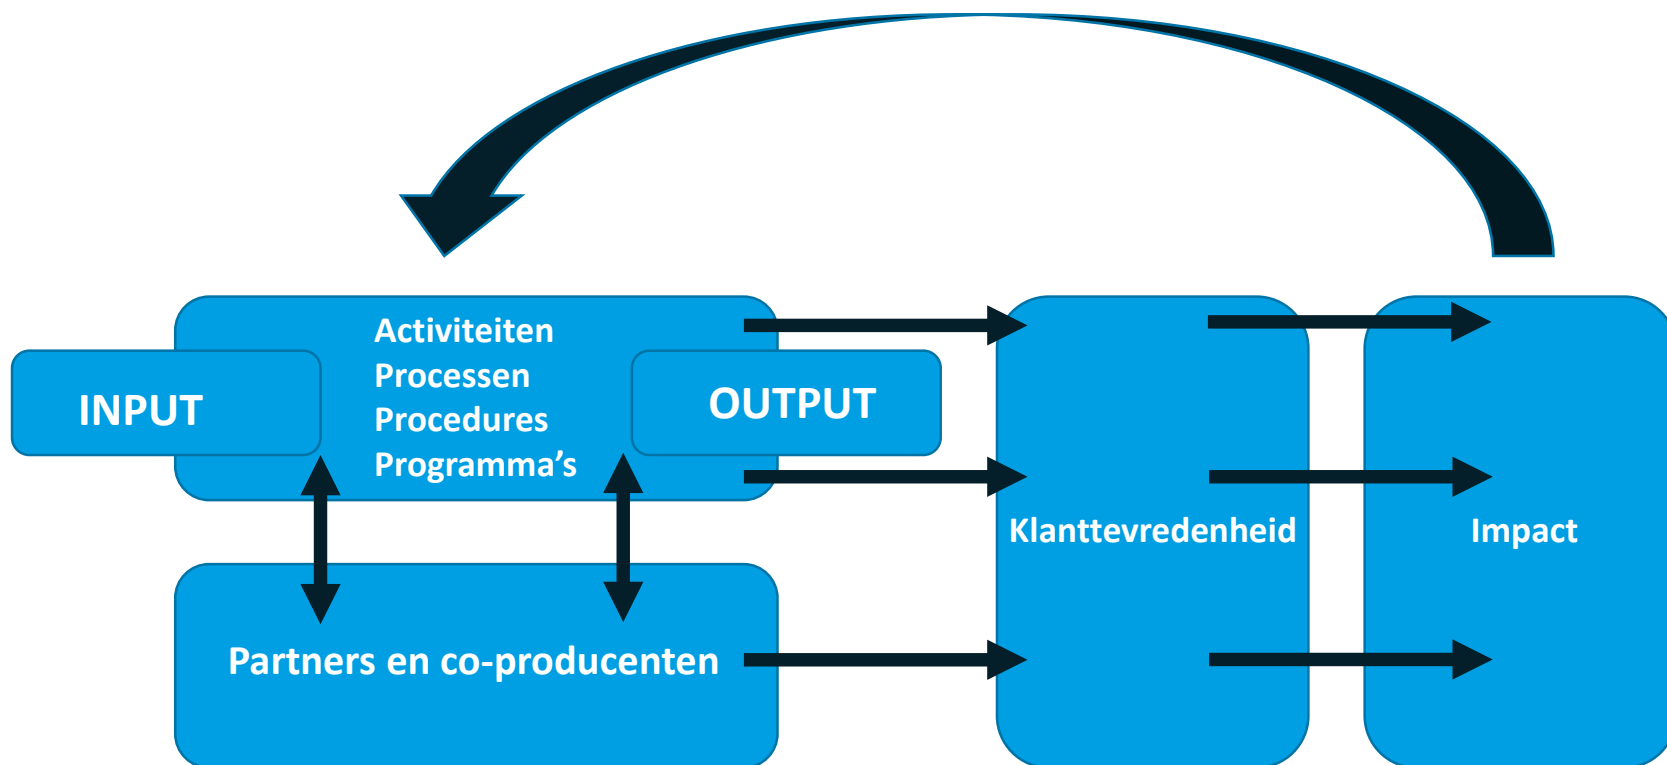 INPUT
Activiteiten
Processen
Procedures
Programma’s
OUTPUT
Partners en co-producenten
Klanttevredenheid
Impact